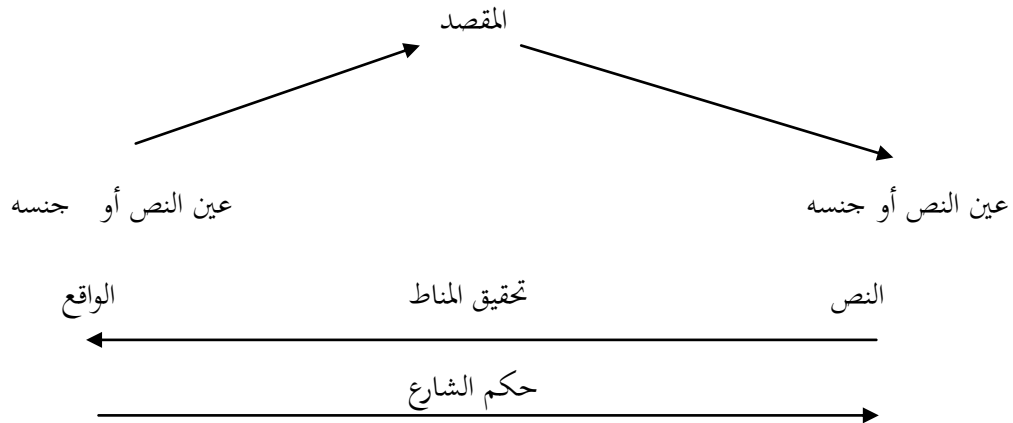 المقصد
عين النص أو جنسه عين النص أو جنسه
النص تحقيق المناط الواقع
حكم الشارع